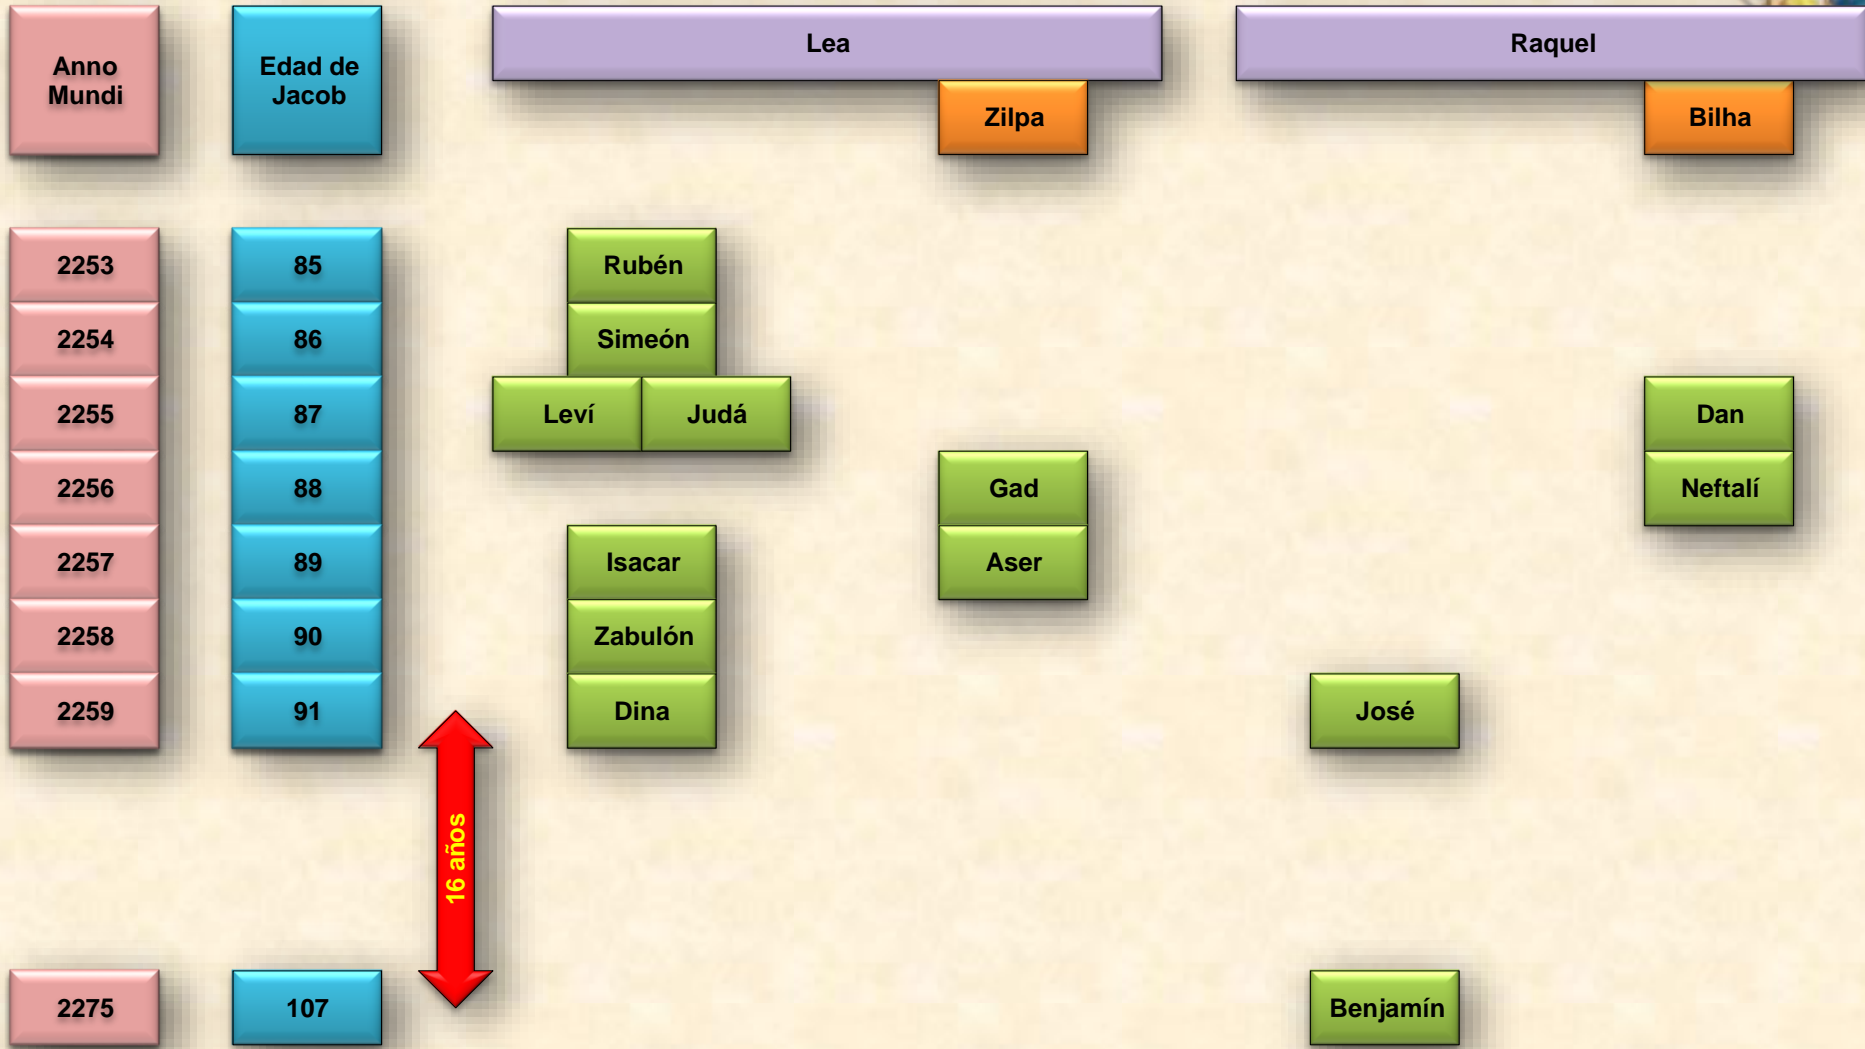 Anno
Mundi
Edad de
Jacob
Lea
Raquel
Zilpa
Bilha
2253
85
Rubén
2254
86
Simeón
2255
87
Leví
Judá
Dan
2256
88
Gad
Neftalí
2257
89
Isacar
Aser
2258
90
Zabulón
2259
91
Dina
José
16 años
2275
107
Benjamín